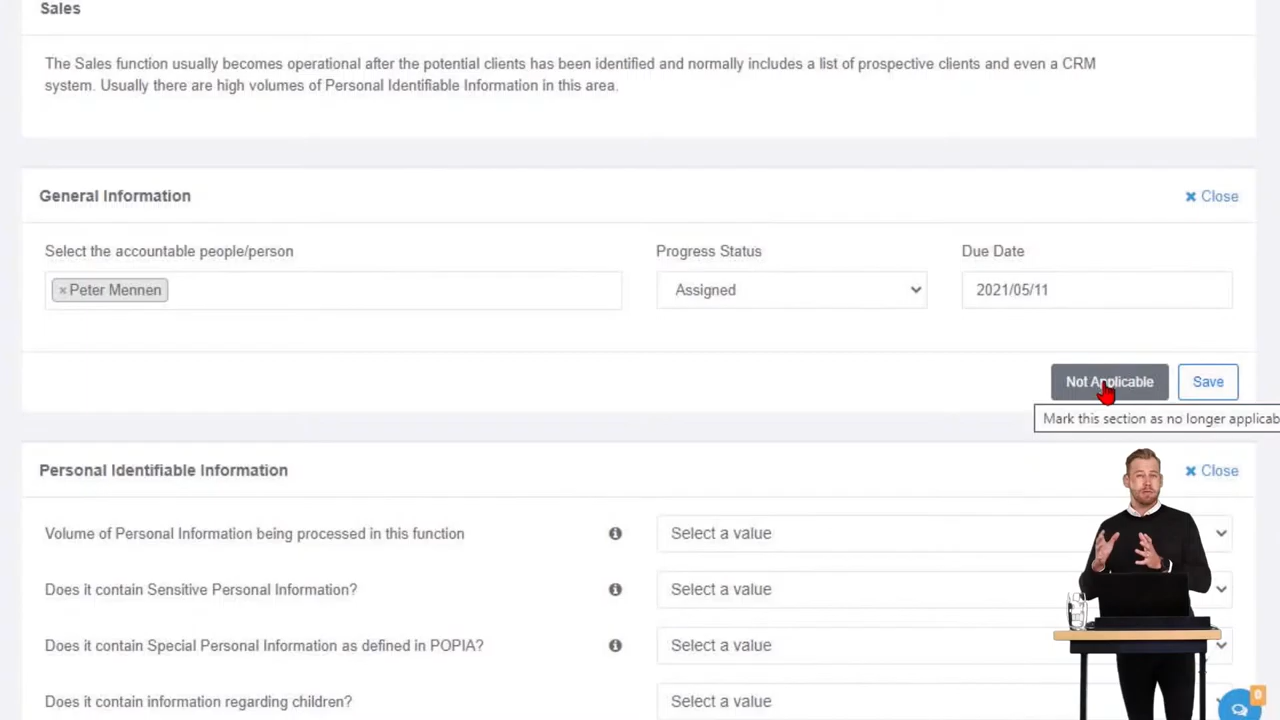 Sales
The Sales function usually becomes operational after the potential clients has been identified and normally includes a list of prospective clients and even a CRM
system. Usually there are high volumes of Personal Identifiable Information in this area.
General Information
× Close
Select the accountable people/person
Progress Status
Due Date
× Peter Mennen
Assigned
2021/05/11
Not Applicable
Save
Mark this section as no longer applicab
Personal Identifiable Information
× Close
Volume of Personal Information being processed in this function
Select a value
Does it contain Sensitive Personal Information?
Select a value
Does it contain Special Personal Information as defined in POPIA?
Select a value
Does it contain information regarding children?
Select a value
0